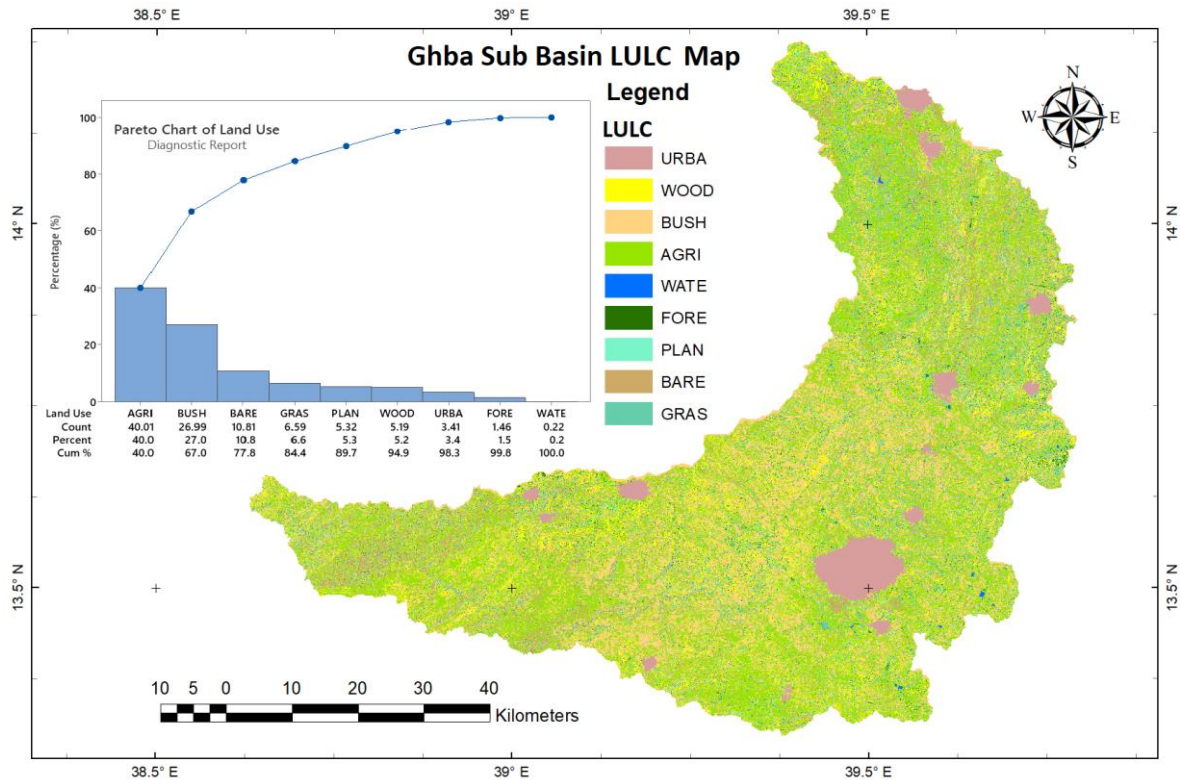 38.5° E 39° E 39.5° E
Ghba Sub Basin LULC Map
Legend
LULC
URBA
WOOD
BUSH
AGRI
WATE
FORE
PLAN
BARE
GRAS
N
W E
S
Pareto Chart of Land Use
Diagnostic Report
Percentage (%)
100
80
60
40
20
0
Land Use AGRI BUSH BARE GRAS PLAN WOOD URBA FORE WATE
Count 40.01 26.99 10.81 6.59 5.32 5.19 3.41 1.46 0.22
Percent 40.0 27.0 10.8 6.6 5.3 5.2 3.4 1.5 0.2
Cum % 40.0 67.0 77.8 84.4 89.7 94.9 98.3 99.8 100.0
14° N 14° N
13.5° N 13.5° N
10 5 0 10 20 30 40
Kilometers
38.5° E 39° E 39.5° E